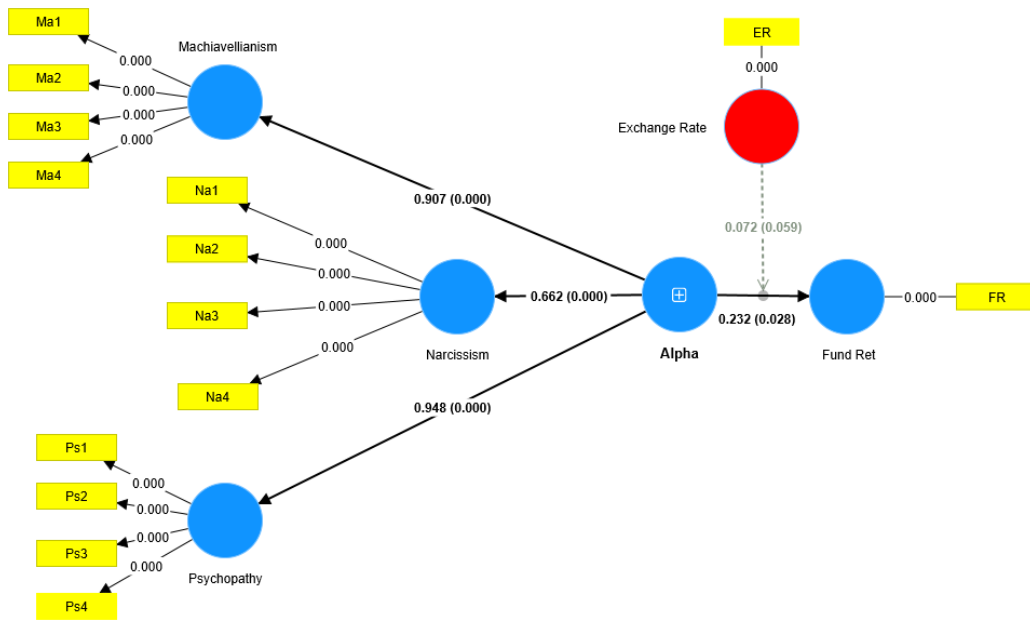 Ma1
Machiavellianism
0.000
Ma2
0.000
Ma3
0.000
Ma4
0.000
ER
0.000
Exchange Rate
0.907 (0.000)
Na1
0.000
Na2
0.000
Na3
0.000
Na4
0.000
Narcissism
0.662 (0.000)
0.072 (0.059)
0.232 (0.028)
Alpha
Fund Ret
0.000
FR
0.948 (0.000)
Ps1
0.000
Ps2
0.000
Ps3
0.000
Ps4
0.000
Psychopathy